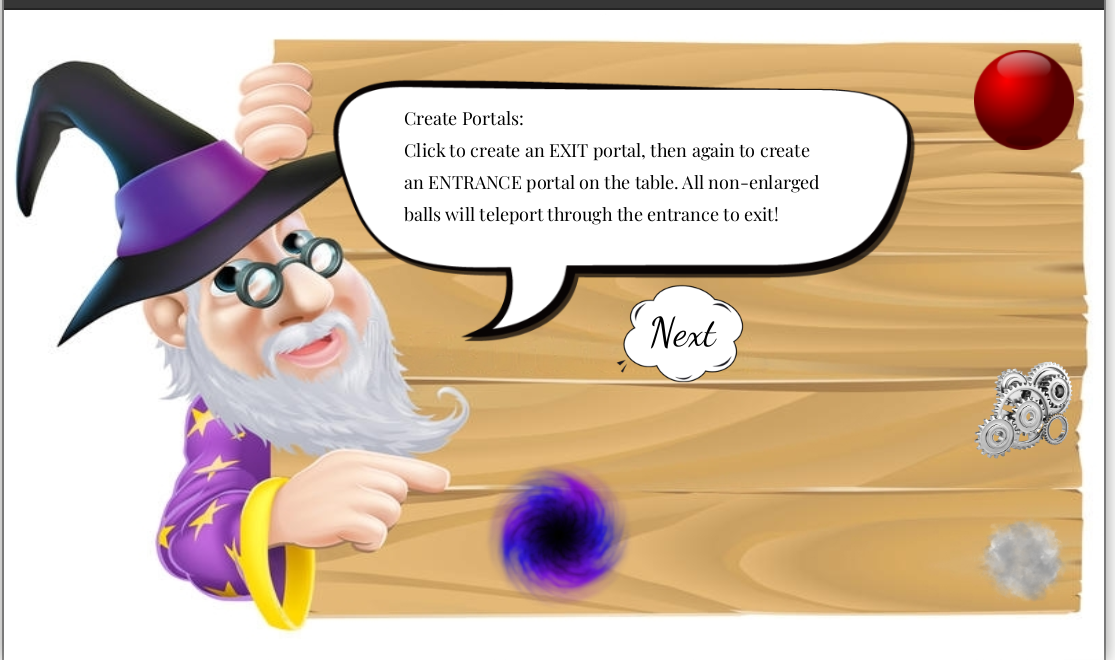 Create Portals:
Click to create an EXIT portal, then again to create
an ENTRANCE portal on the table. All non-enlarged
balls will teleport through the entrance to exit!
Next